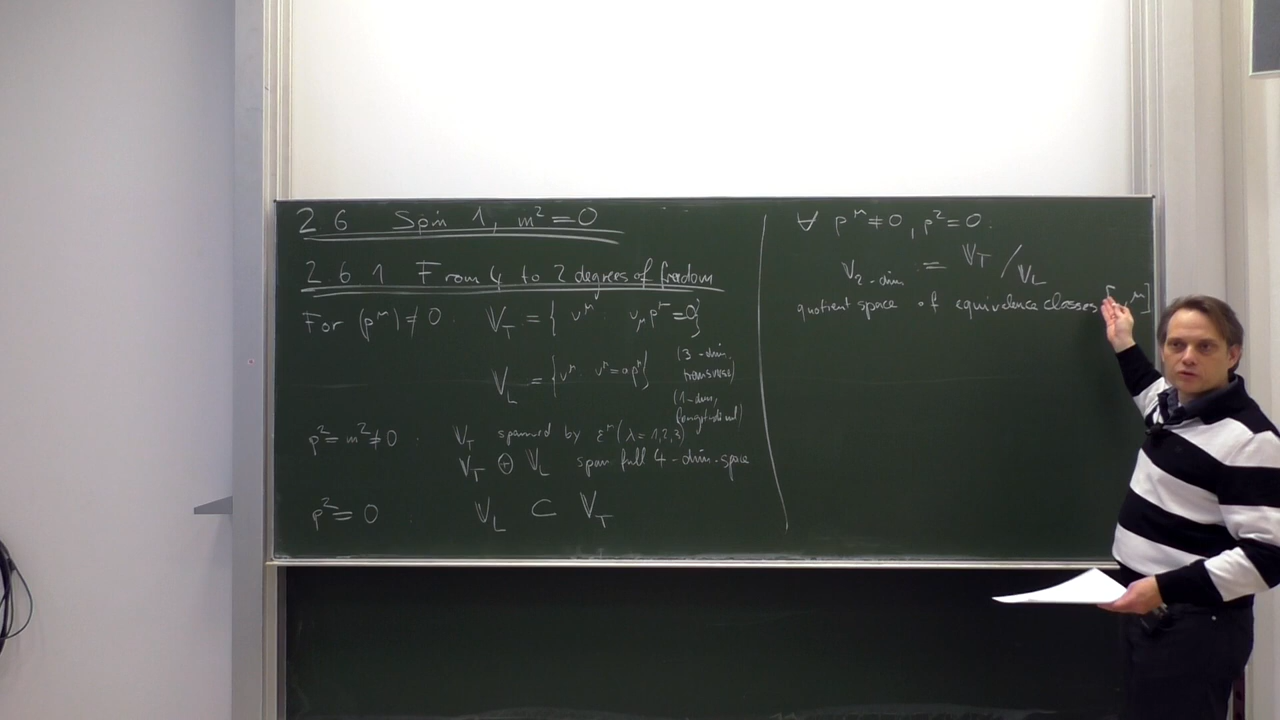 2.6 Spin 1, m² = 0
2.6.1 From 4 to 2 degrees of freedom
For (p^μ) ≠ 0 : V_T = { v^μ : v_μ p^μ = 0 }
(3-dim. transverse)
V_L = { v^μ : v^μ = a p^μ }
(1-dim, longitudinal)
p² = m² ≠ 0 : V_T spanned by ε^μ (λ = 1,2,3)
V_T ⊕ V_L span full 4-dim. space
p² = 0 : V_L ⊂ V_T
∀ p^μ ≠ 0, p² = 0 :
V_2-dim = V_T / V_L
quotient space of equivalence classes [v^μ]